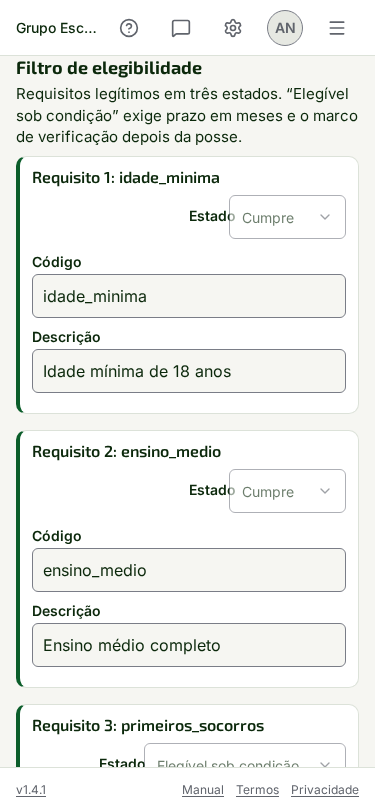 Grupo Esc...
AN
Filtro de elegibilidade
Requisitos legítimos em três estados. “Elegível
sob condição” exige prazo em meses e o marco
de verificação depois da posse.
Requisito 1: idade_minima
Estado
Cumpre
Código
idade_minima
Descrição
Idade mínima de 18 anos
Requisito 2: ensino_medio
Estado
Cumpre
Código
ensino_medio
Descrição
Ensino médio completo
Requisito 3: primeiros_socorros
Estado
Elegível sob condição
v1.4.1
Manual
Termos
Privacidade